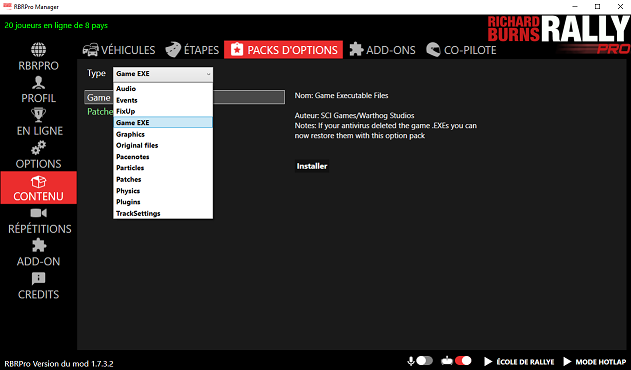 RBRPro Manager
20 joueurs en ligne de 8 pays
RICHARD BURNS RALLY PRO
RBRPRO
PROFIL
EN LIGNE
OPTIONS
CONTENU
RÉPÉTITIONS
ADD-ON
CREDITS
VÉHICULES
ÉTAPES
PACKS D'OPTIONS
ADD-ONS
CO-PILOTE
Type
Game EXE
Game
Patche
Audio
Events
FixUp
Game EXE
Graphics
Original files
Pacenotes
Particles
Patches
Physics
Plugins
TrackSettings
Nom: Game Executable Files
Auteur: SCI Games/Warthog Studios
Notes: If your antivirus deleted the game .EXEs you can
now restore them with this option pack
Installer
RBRPro Version du mod 1.7.3.2
ÉCOLE DE RALLYE
MODE HOTLAP